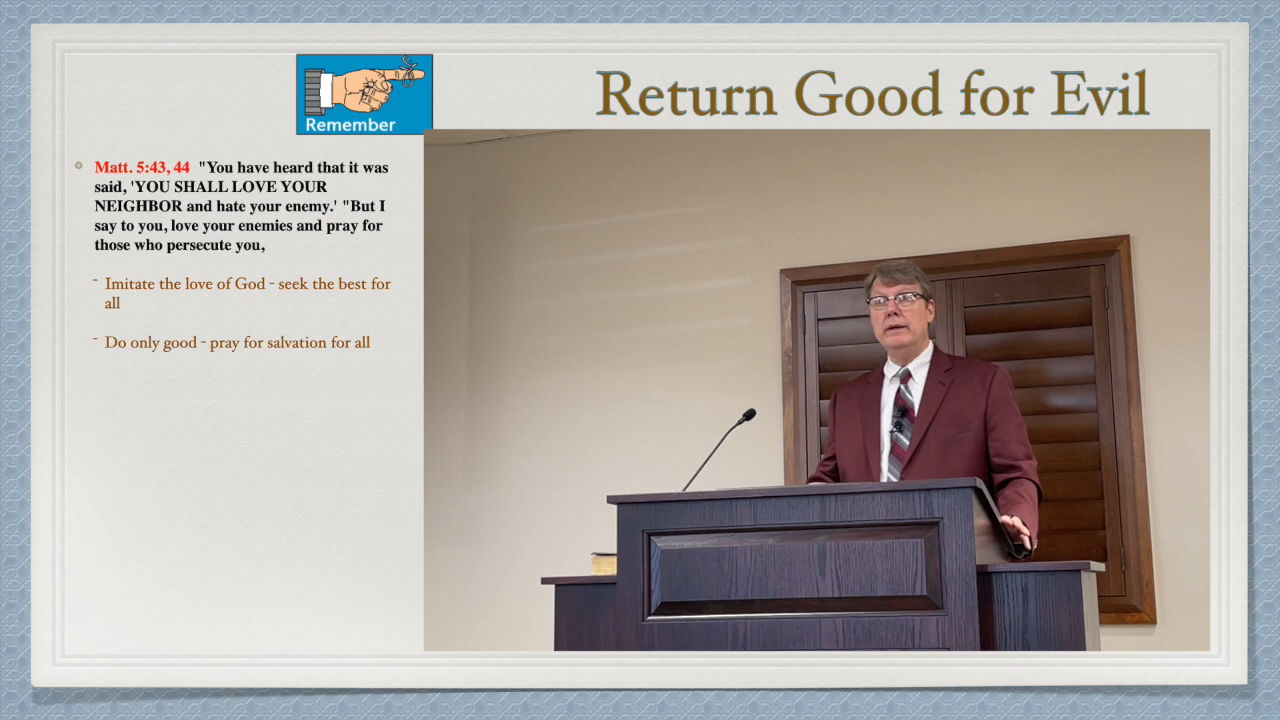 Remember
Return Good for Evil
Matt. 5:43, 44  "You have heard that it was
said, 'YOU SHALL LOVE YOUR
NEIGHBOR and hate your enemy.' "But I
say to you, love your enemies and pray for
those who persecute you,
- Imitate the love of God - seek the best for
all
- Do only good - pray for salvation for all